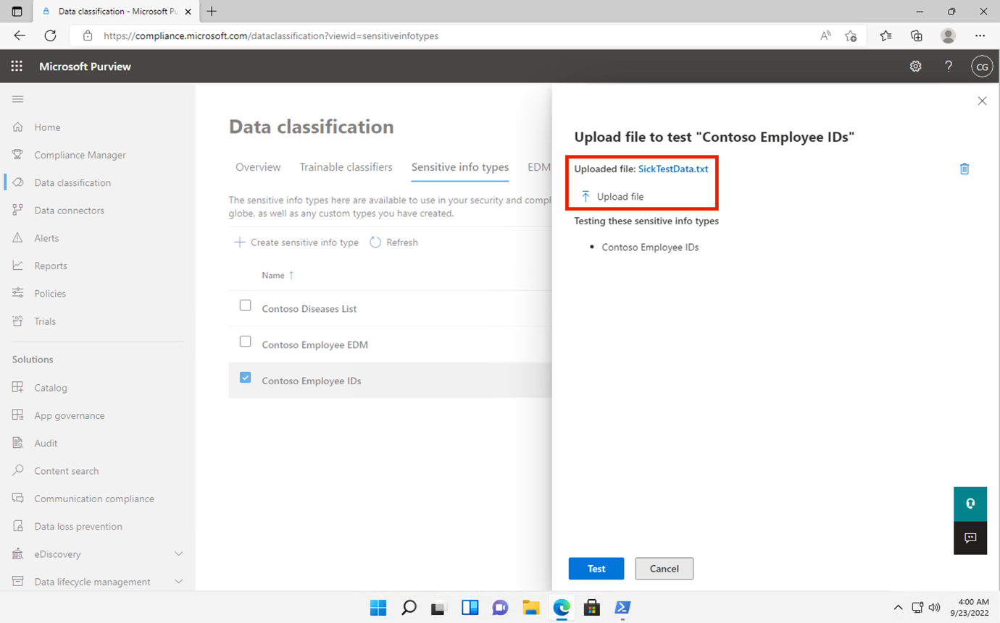 Data classification - Microsoft Pu
https://compliance.microsoft.com/dataclassification?viewid=sensitiveinfotypes
Microsoft Purview
CG
Home
Compliance Manager
Data classification
Data connectors
Alerts
Reports
Policies
Trials
Solutions
Catalog
App governance
Audit
Content search
Communication compliance
Data loss prevention
eDiscovery
Data lifecycle management
Data classification
Overview Trainable classifiers Sensitive info types EDM
The sensitive info types here are available to use in your security and compl
globe, as well as any custom types you have created.
Create sensitive info type Refresh
Name ↑
Contoso Diseases List
Contoso Employee EDM
Contoso Employee IDs
Upload file to test "Contoso Employee IDs"
Uploaded file: SickTestData.txt
Upload file
Testing these sensitive info types
• Contoso Employee IDs
Test Cancel
4:00 AM
9/23/2022